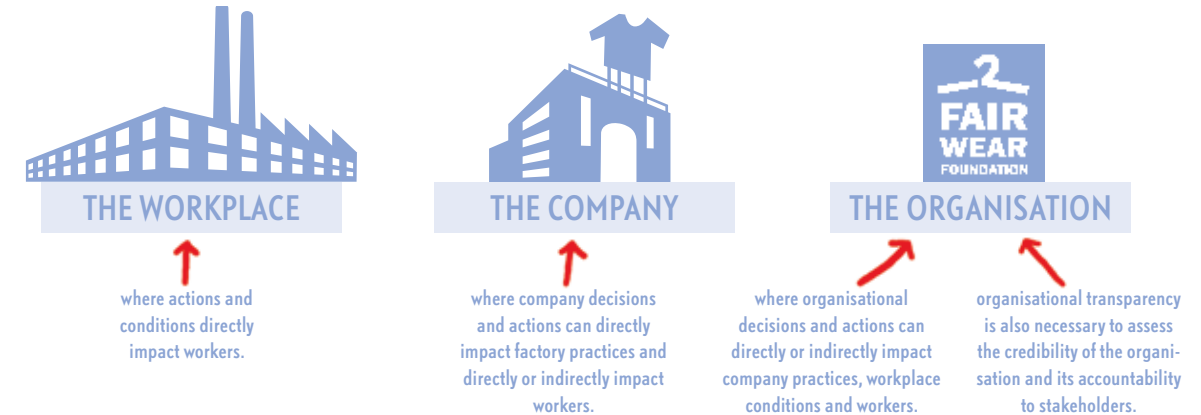 FAIR
WEAR
FOUNDATION
THE WORKPLACE
THE COMPANY
THE ORGANISATION
where actions and
conditions directly
impact workers.
where company decisions
and actions can directly
impact factory practices and
directly or indirectly impact
workers.
where organisational
decisions and actions can
directly or indirectly impact
company practices, workplace
conditions and workers.
organisational transparency
is also necessary to assess
the credibility of the organi-
sation and its accountability
to stakeholders.